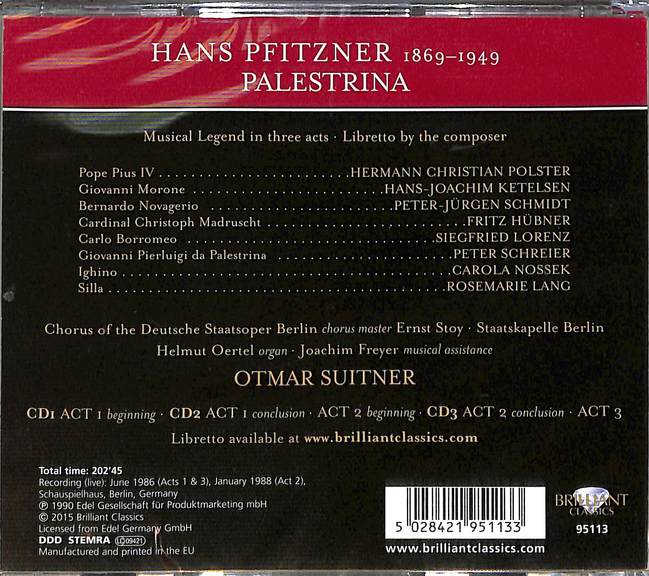 HANS PFITZNER 1869–1949
PALESTRINA
Musical Legend in three acts · Libretto by the composer
Pope Pius IV . . . . . . . . . . . . . . . . . . . . . . . . HERMANN CHRISTIAN POLSTER
Giovanni Morone . . . . . . . . . . . . . . . . . . . . . . . . HANS-JOACHIM KETELSEN
Bernardo Novagerio . . . . . . . . . . . . . . . . . . . . . . . PETER-JÜRGEN SCHMIDT
Cardinal Christoph Madruscht . . . . . . . . . . . . . . . . . . . . . . . . . FRITZ HÜBNER
Carlo Borromeo . . . . . . . . . . . . . . . . . . . . . . . . . . . . . . . SIEGFRIED LORENZ
Giovanni Pierluigi da Palestrina . . . . . . . . . . . . . . . . . . . . . . PETER SCHREIER
Ighino . . . . . . . . . . . . . . . . . . . . . . . . . . . . . . . . . . . . . . . . . CAROLA NOSSEK
Silla . . . . . . . . . . . . . . . . . . . . . . . . . . . . . . . . . . . . . . . . . . ROSEMARIE LANG
Chorus of the Deutsche Staatsoper Berlin chorus master Ernst Stoy · Staatskapelle Berlin
Helmut Oertel organ · Joachim Freyer musical assistance
OTMAR SUITNER
CD1 ACT 1 beginning · CD2 ACT 1 conclusion · ACT 2 beginning · CD3 ACT 2 conclusion · ACT 3
Libretto available at www.brilliantclassics.com
Total time: 202'45
Recording (live): June 1986 (Acts 1 & 3), January 1988 (Act 2),
Schauspielhaus, Berlin, Germany
℗ 1990 Edel Gesellschaft für Produktmarketing mbH
© 2015 Brilliant Classics
Licensed from Edel Germany GmbH
DDD STEMRA LC09421
Manufactured and printed in the EU
5 028421 951133
www.brilliantclassics.com
BRILLIANT
CLASSICS
95113